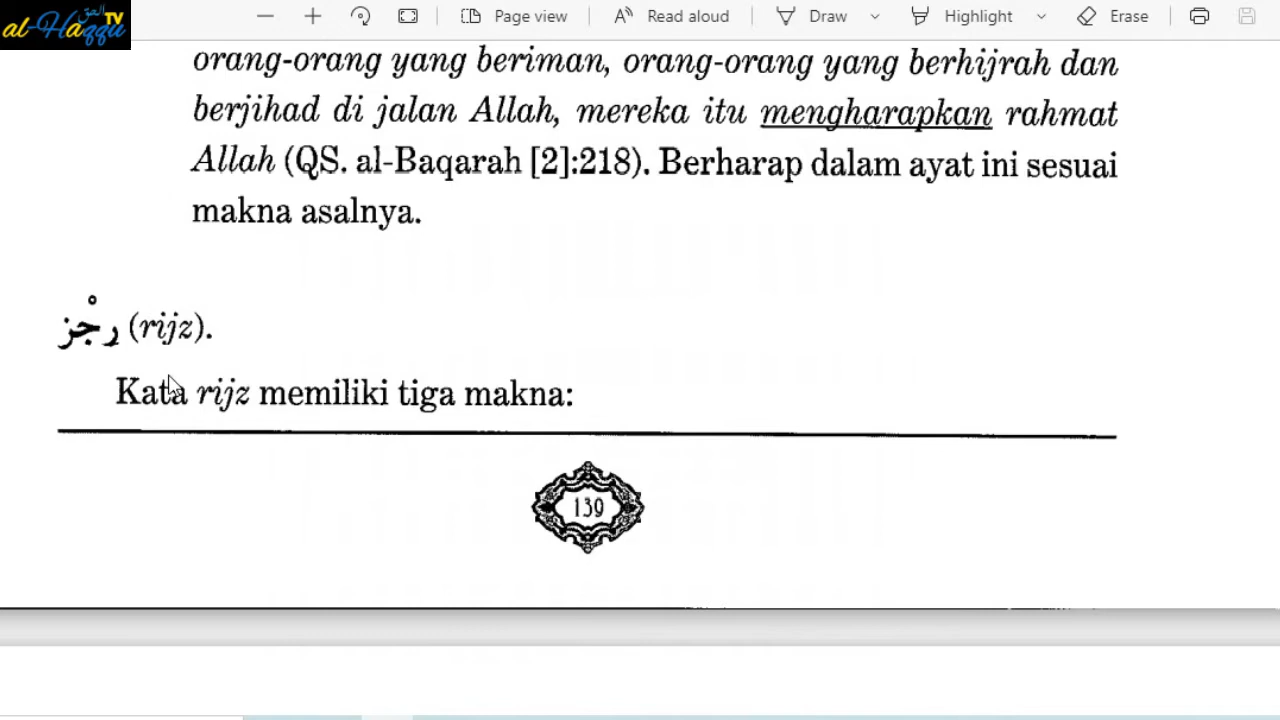 الحق TV
al-Haqqu
Page view
Read aloud
Draw
Highlight
Erase
orang-orang yang beriman, orang-orang yang berhijrah dan
berjihad di jalan Allah, mereka itu mengharapkan rahmat
Allah (QS. al-Baqarah [2]:218). Berharap dalam ayat ini sesuai
makna asalnya.
رجْز (rijz).
Kata rijz memiliki tiga makna:
139